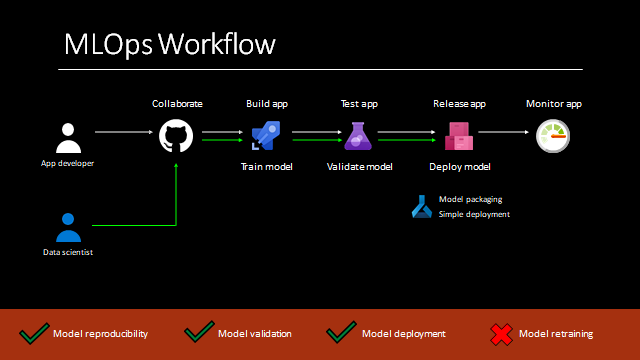 MLOps Workflow
Collaborate
Build app
Test app
Release app
Monitor app
App developer
Train model
Validate model
Deploy model
Model packaging
Simple deployment
Data scientist
Model reproducibility
Model validation
Model deployment
Model retraining